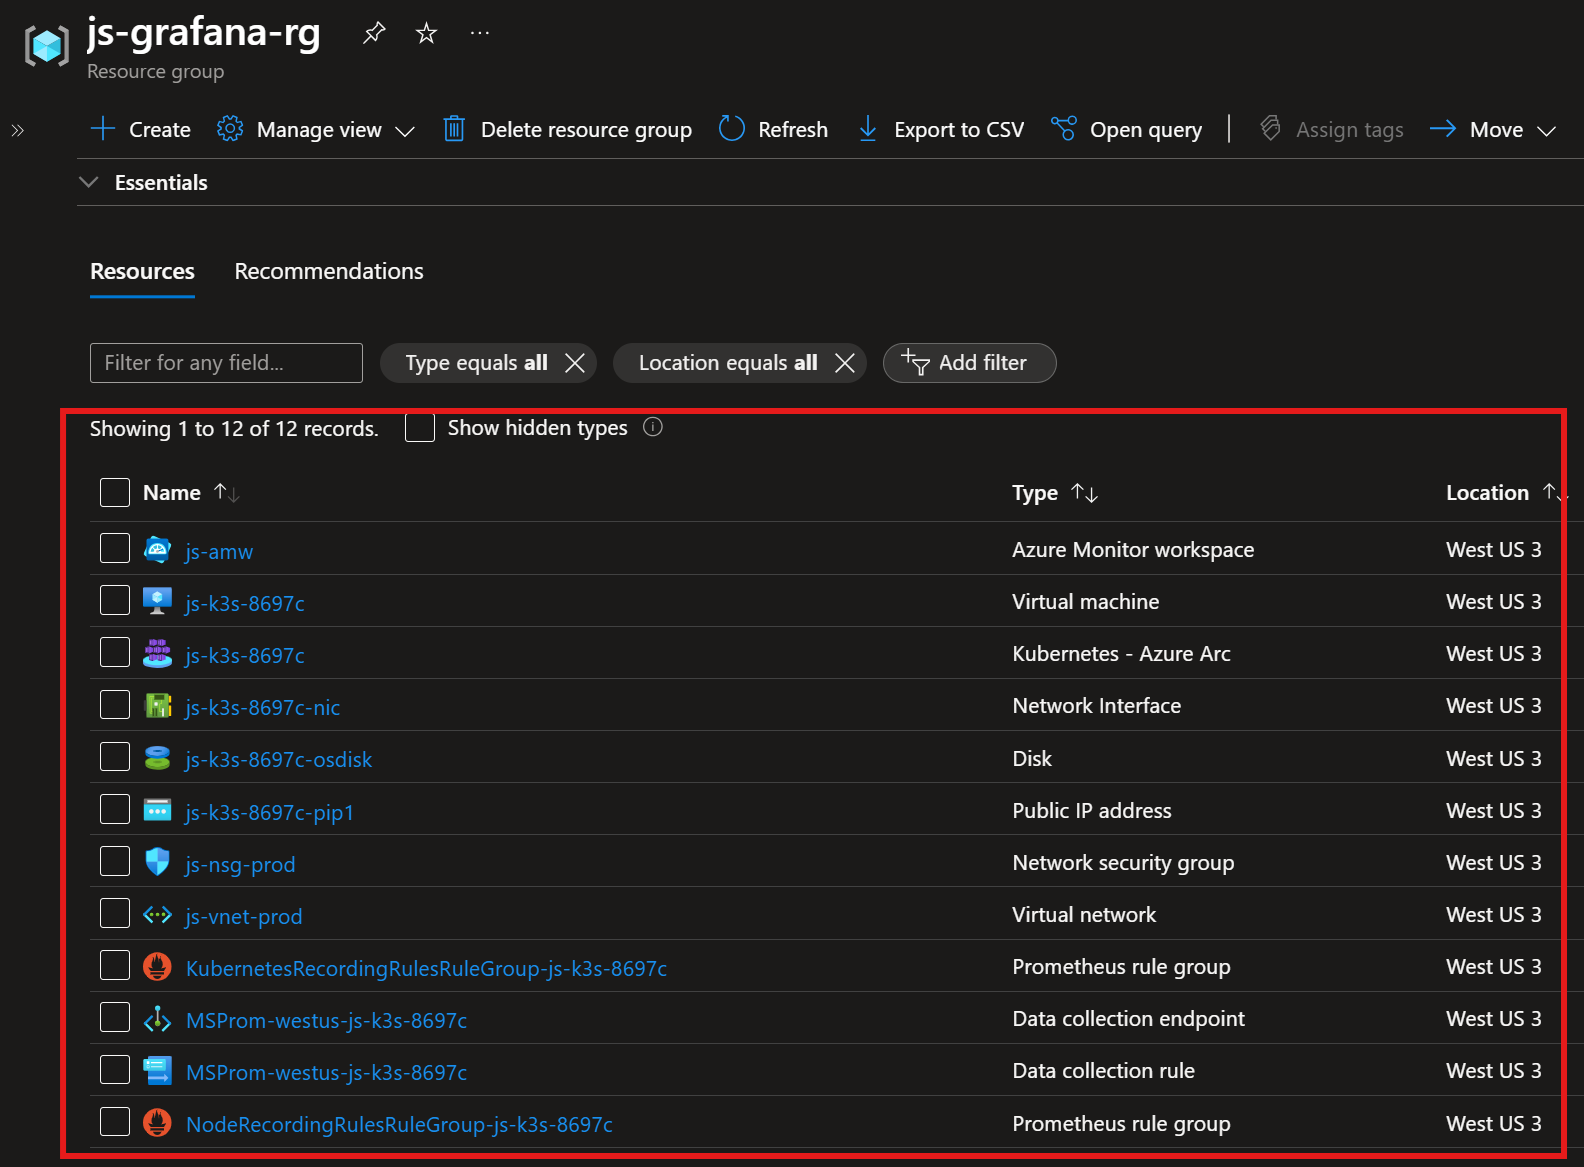 js-grafana-rg
Resource group
Create Manage view Delete resource group Refresh Export to CSV Open query Assign tags Move
Essentials
Resources Recommendations
Filter for any field... Type equals all Location equals all Add filter
Showing 1 to 12 of 12 records. Show hidden types
Name Type Location
js-amw Azure Monitor workspace West US 3
js-k3s-8697c Virtual machine West US 3
js-k3s-8697c Kubernetes - Azure Arc West US 3
js-k3s-8697c-nic Network Interface West US 3
js-k3s-8697c-osdisk Disk West US 3
js-k3s-8697c-pip1 Public IP address West US 3
js-nsg-prod Network security group West US 3
js-vnet-prod Virtual network West US 3
KubernetesRecordingRulesRuleGroup-js-k3s-8697c Prometheus rule group West US 3
MSProm-westus-js-k3s-8697c Data collection endpoint West US 3
MSProm-westus-js-k3s-8697c Data collection rule West US 3
NodeRecordingRulesRuleGroup-js-k3s-8697c Prometheus rule group West US 3